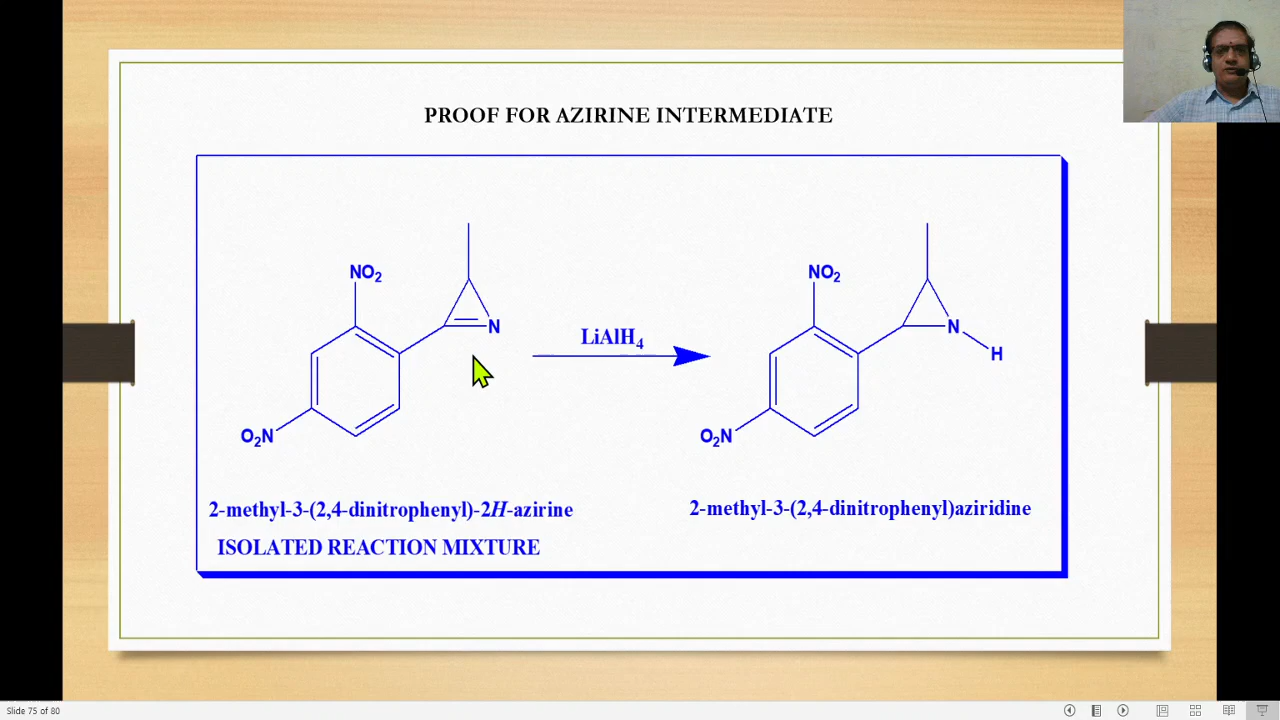 PROOF FOR AZIRINE INTERMEDIATE
NO2
N
O2N
LiAlH4
NO2
N
H
O2N
2-methyl-3-(2,4-dinitrophenyl)-2H-azirine
2-methyl-3-(2,4-dinitrophenyl)aziridine
ISOLATED REACTION MIXTURE
Slide 75 of 80